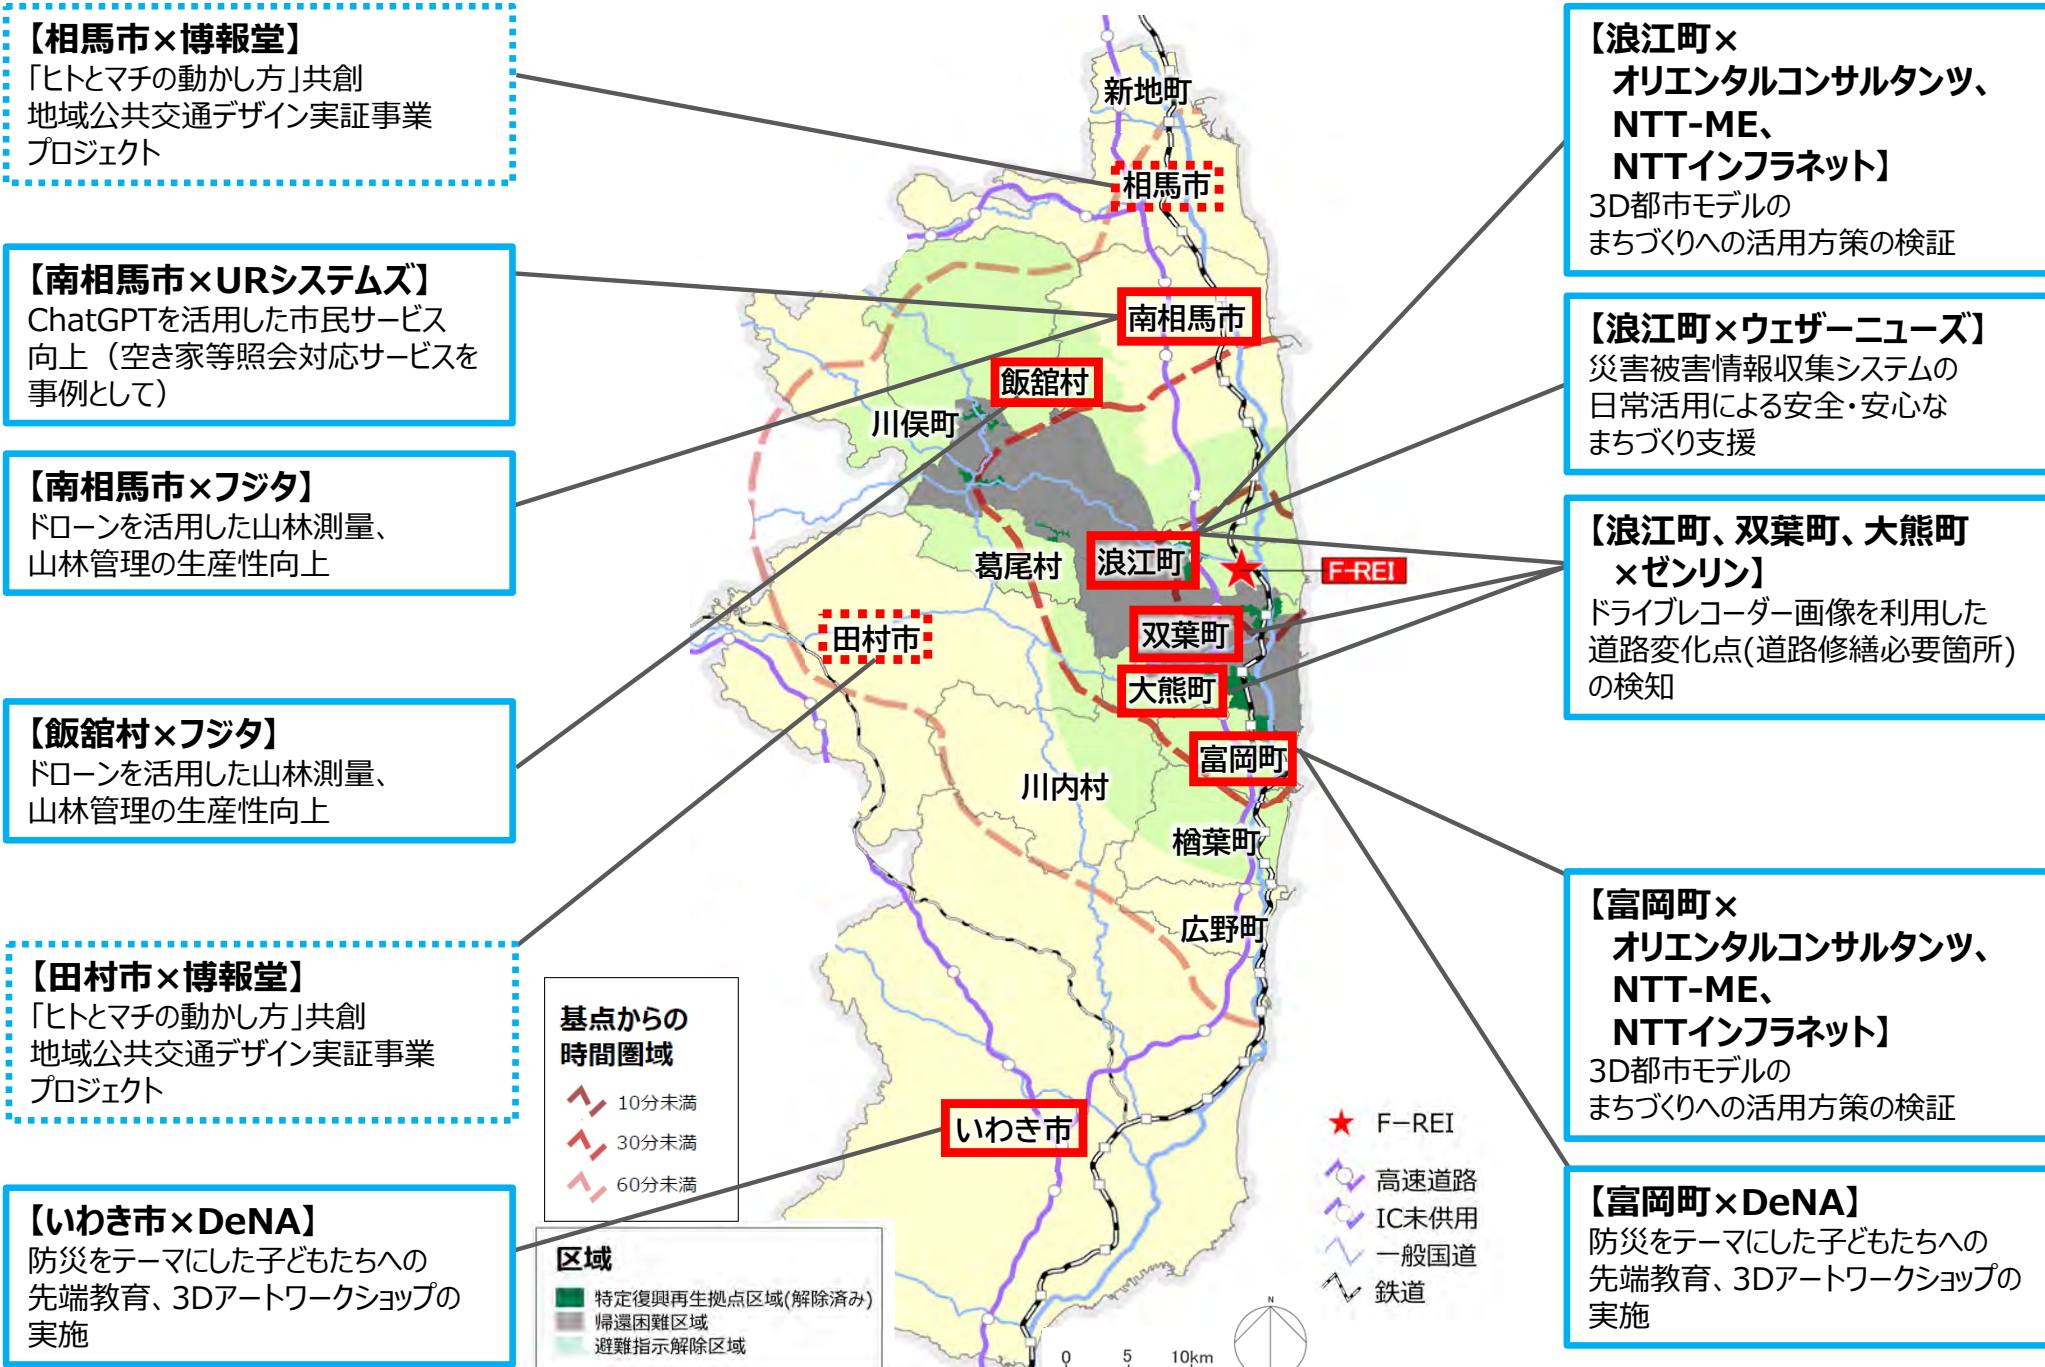 【相馬市×博報堂】
「ヒトとマチの動かし方」共創
地域公共交通デザイン実証事業
プロジェクト
【南相馬市×URシステムズ】
ChatGPTを活用した市民サービス
向上（空き家等照会対応サービスを
事例として）
【南相馬市×フジタ】
ドローンを活用した山林測量、
山林管理の生産性向上
【飯舘村×フジタ】
ドローンを活用した山林測量、
山林管理の生産性向上
【田村市×博報堂】
「ヒトとマチの動かし方」共創
地域公共交通デザイン実証事業
プロジェクト
【いわき市×DeNA】
防災をテーマにした子どもたちへの
先端教育、3Dアートワークショップの
実施
新地町
相馬市
南相馬市
飯舘村
川俣町
葛尾村
浪江町
F-REI
田村市
双葉町
大熊町
富岡町
川内村
楢葉町
広野町
いわき市
基点からの
時間圏域
10分未満
30分未満
60分未満
区域
特定復興再生拠点区域(解除済み)
帰還困難区域
避難指示解除区域
F-REI
高速道路
IC未供用
一般国道
鉄道
N
0 5 10km
【浪江町×
オリエンタルコンサルタンツ、
NTT-ME、
NTTインフラネット】
3D都市モデルの
まちづくりへの活用方策の検証
【浪江町×ウェザーニューズ】
災害被害情報収集システムの
日常活用による安全・安心な
まちづくり支援
【浪江町、双葉町、大熊町
×ゼンリン】
ドライブレコーダー画像を利用した
道路変化点(道路修繕必要箇所)
の検知
【富岡町×
オリエンタルコンサルタンツ、
NTT-ME、
NTTインフラネット】
3D都市モデルの
まちづくりへの活用方策の検証
【富岡町×DeNA】
防災をテーマにした子どもたちへの
先端教育、3Dアートワークショップの
実施